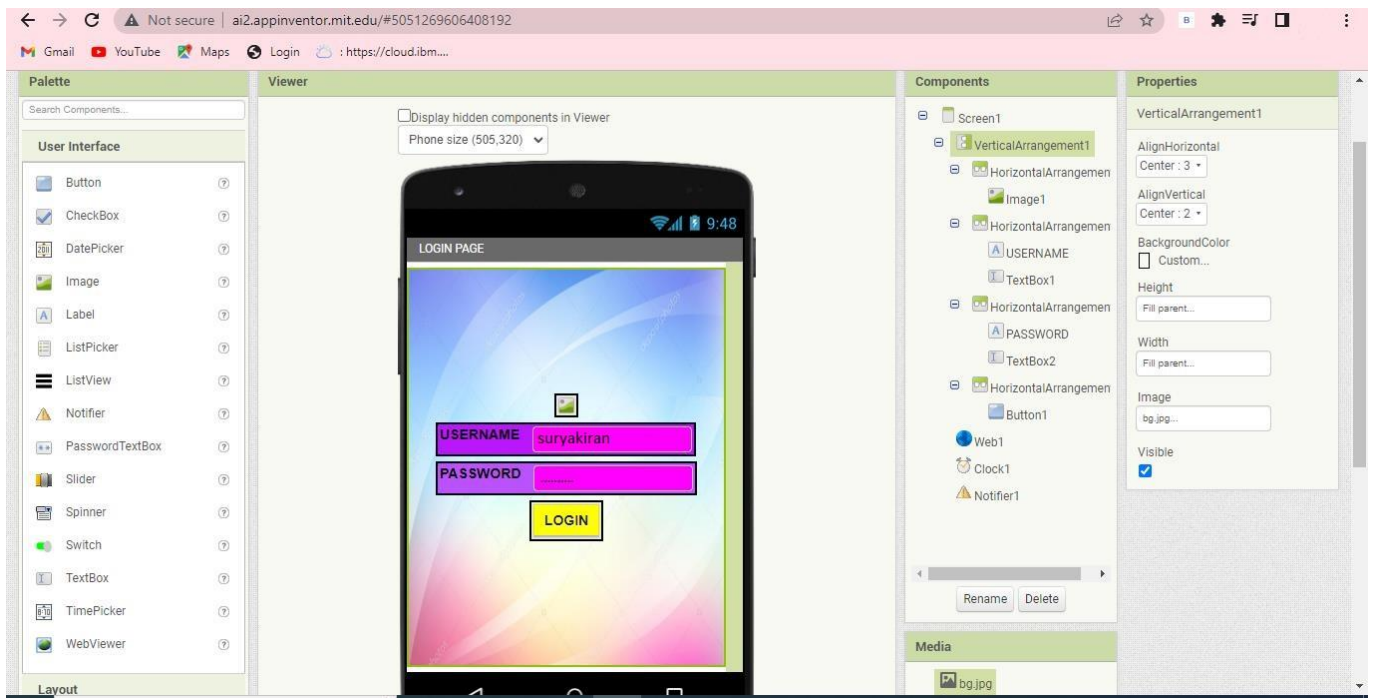 Not secure | ai2.appinventor.mit.edu/#5051269606408192
Gmail YouTube Maps Login : https://cloud.ibm....
Palette
Search Components...
User Interface
Button
CheckBox
DatePicker
Image
Label
ListPicker
ListView
Notifier
PasswordTextBox
Slider
Spinner
Switch
TextBox
TimePicker
WebViewer
Layout
Viewer
Display hidden components in Viewer
Phone size (505,320)
9:48
LOGIN PAGE
USERNAME suryakiran
PASSWORD ..........
LOGIN
Components
Screen1
VerticalArrangement1
HorizontalArrangemen
Image1
HorizontalArrangemen
USERNAME
TextBox1
HorizontalArrangemen
PASSWORD
TextBox2
HorizontalArrangemen
Button1
Web1
Clock1
Notifier1
Rename Delete
Media
bg.jpg
Properties
VerticalArrangement1
AlignHorizontal
Center : 3
AlignVertical
Center : 2
BackgroundColor
Custom...
Height
Fill parent...
Width
Fill parent...
Image
bg.jpg...
Visible